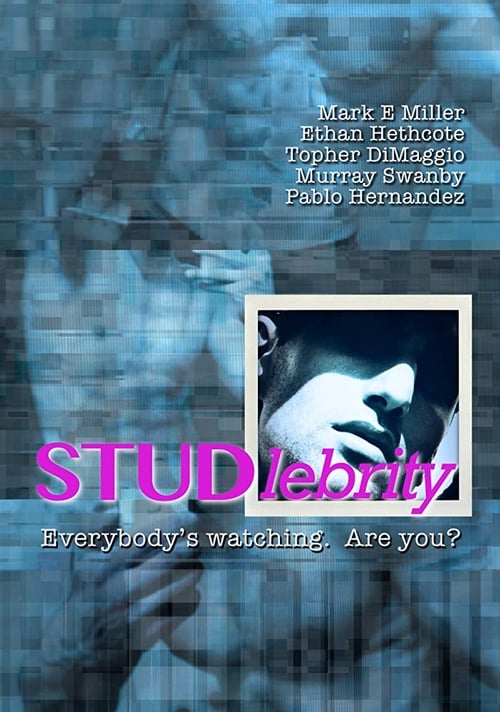 Mark E Miller
Ethan Hethcote
Topher DiMaggio
Murray Swanby
Pablo Hernandez
STUDlebrity
Everybody's watching.  Are you?